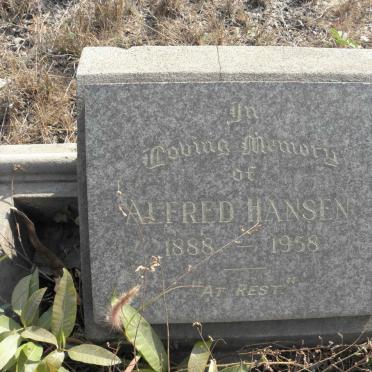 In
Loving Memory
of
ALFRED HANSEN
1888 – 1958
"AT REST"